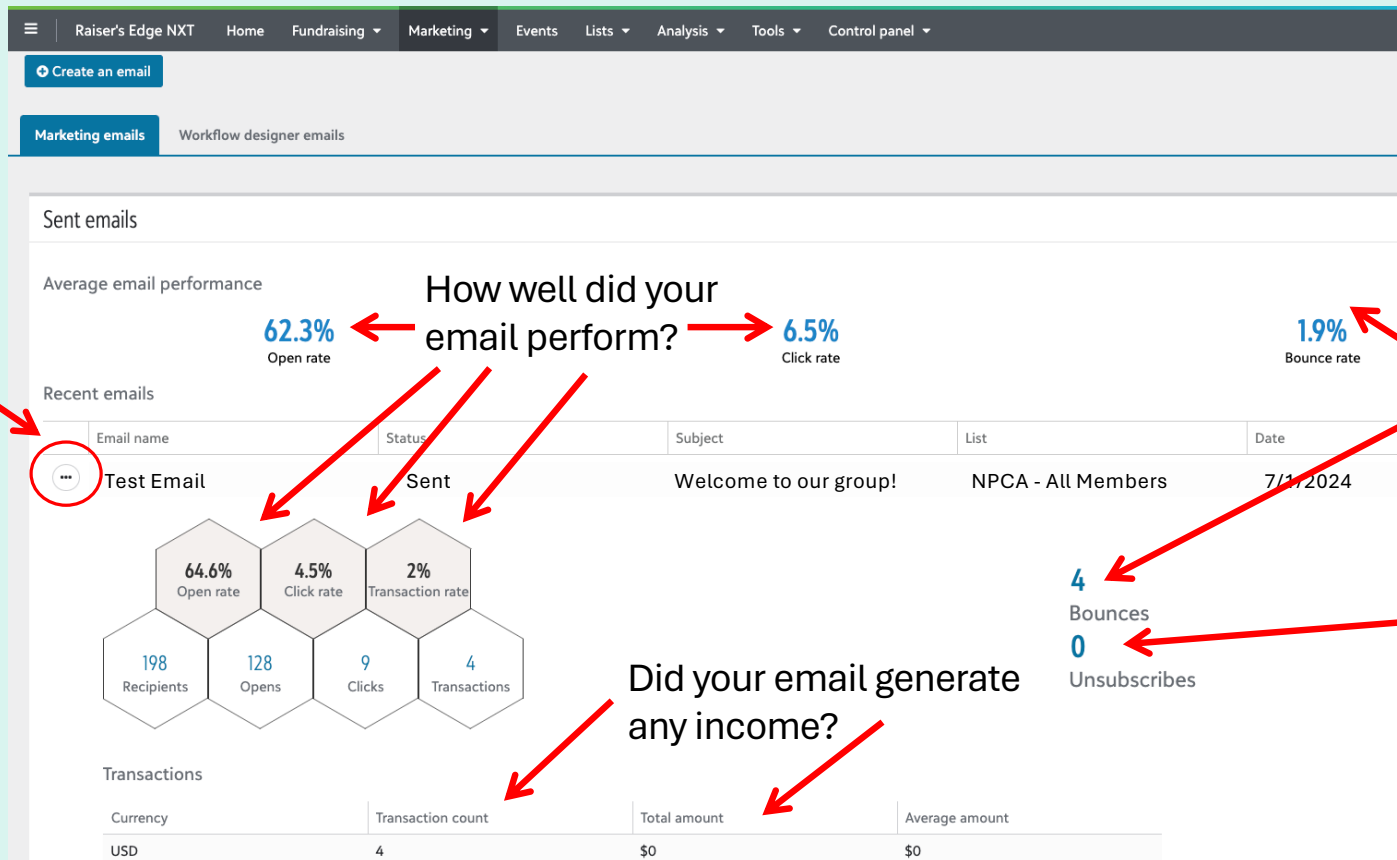 Raiser's Edge NXT Home Fundraising Marketing Events Lists Analysis Tools Control panel
Create an email
Marketing emails Workflow designer emails
Sent emails
Average email performance
How well did your
email perform?
62.3% 6.5% 1.9%
Open rate Click rate Bounce rate
Recent emails
Email name Status Subject List Date
Test Email Sent Welcome to our group! NPCA - All Members 7/1/2024
64.6% 4.5% 2%
Open rate Click rate Transaction rate
4
Bounces
0
Unsubscribes
198 128 9 4
Recipients Opens Clicks Transactions
Did your email generate
any income?
Transactions
Currency Transaction count Total amount Average amount
USD 4 $0 $0